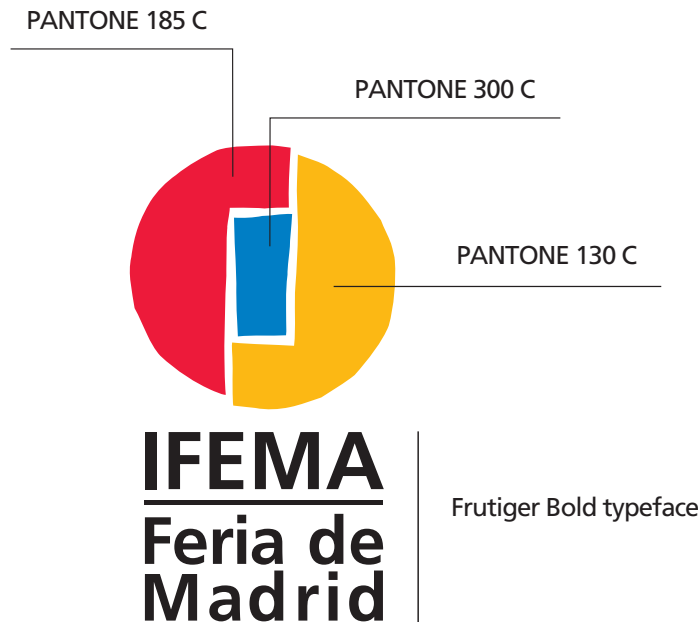 PANTONE 185 C
PANTONE 300 C
PANTONE 130 C
IFEMA
Feria de
Madrid
Frutiger Bold typeface